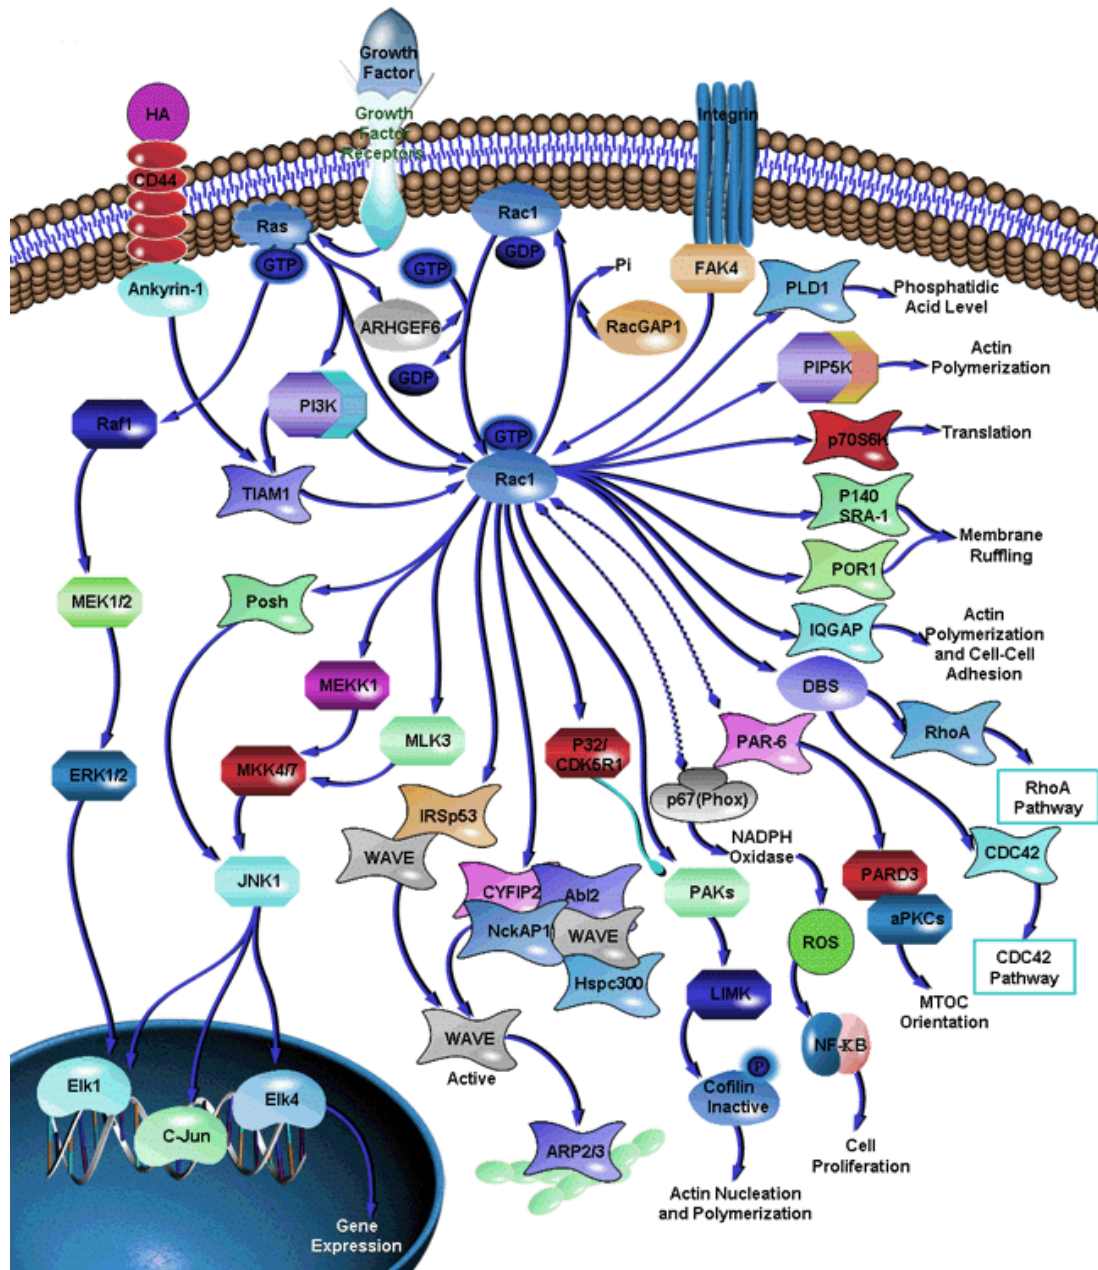 Growth
Factor
HA
Growth
Factor
Receptors
Integrin
CD44
Ras
Rac1
GTP
GDP
GTP
Pi
FAK4
Ankyrin-1
PLD1
Phosphatidic
Acid Level
ARHGEF6
RacGAP1
GDP
PIP5K
Actin
Polymerization
PI3K
Raf1
GTP
p70S6K
Translation
Rac1
TIAM1
P140
SRA-1
Membrane
Ruffling
POR1
MEK1/2
Posh
IQGAP
Actin
Polymerization
and Cell-Cell
Adhesion
MEKK1
DBS
MLK3
P32/
CDK5R1
PAR-6
RhoA
MKK4/7
ERK1/2
p67(Phox)
RhoA
Pathway
IRSp53
WAVE
NADPH
Oxidase
CDC42
JNK1
CYFIP2
Abl2
PAKs
PARD3
aPKCs
NckAP1
WAVE
ROS
CDC42
Pathway
Hspc300
LIMK
MTOC
Orientation
WAVE
Active
NF-KB
P
Cofilin
Inactive
Elk1
Elk4
C-Jun
ARP2/3
Cell
Proliferation
Actin Nucleation
and Polymerization
Gene
Expression